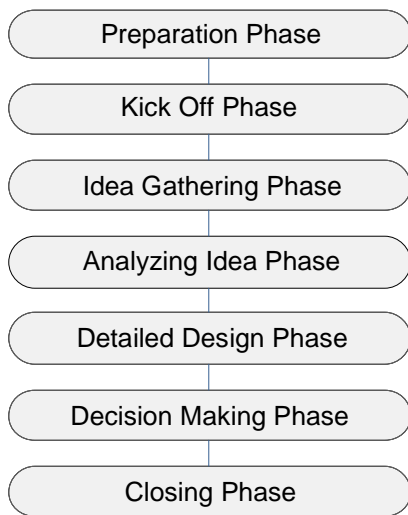 Preparation Phase
Kick Off Phase
Idea Gathering Phase
Analyzing Idea Phase
Detailed Design Phase
Decision Making Phase
Closing Phase